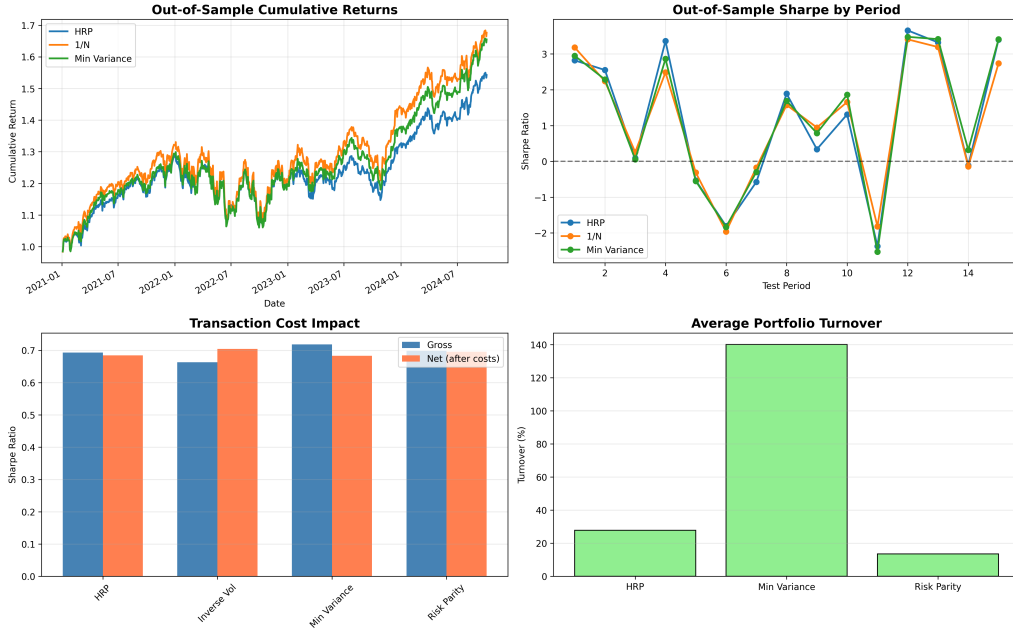 Out-of-Sample Cumulative Returns
1.7
1.6
1.5
1.4
1.3
1.2
1.1
1.0
Cumulative Return
HRP
1/N
Min Variance
2021-01
2021-07
2022-01
2022-07
2023-01
2023-07
2024-01
2024-07
Date
Out-of-Sample Sharpe by Period
3
2
1
0
−1
−2
Sharpe Ratio
HRP
1/N
Min Variance
2
4
6
8
10
12
14
Test Period
Transaction Cost Impact
0.7
0.6
0.5
0.4
0.3
0.2
0.1
0.0
Sharpe Ratio
Gross
Net (after costs)
HRP
Inverse Vol
Min Variance
Risk Parity
Average Portfolio Turnover
140
120
100
80
60
40
20
0
Turnover (%)
HRP
Min Variance
Risk Parity